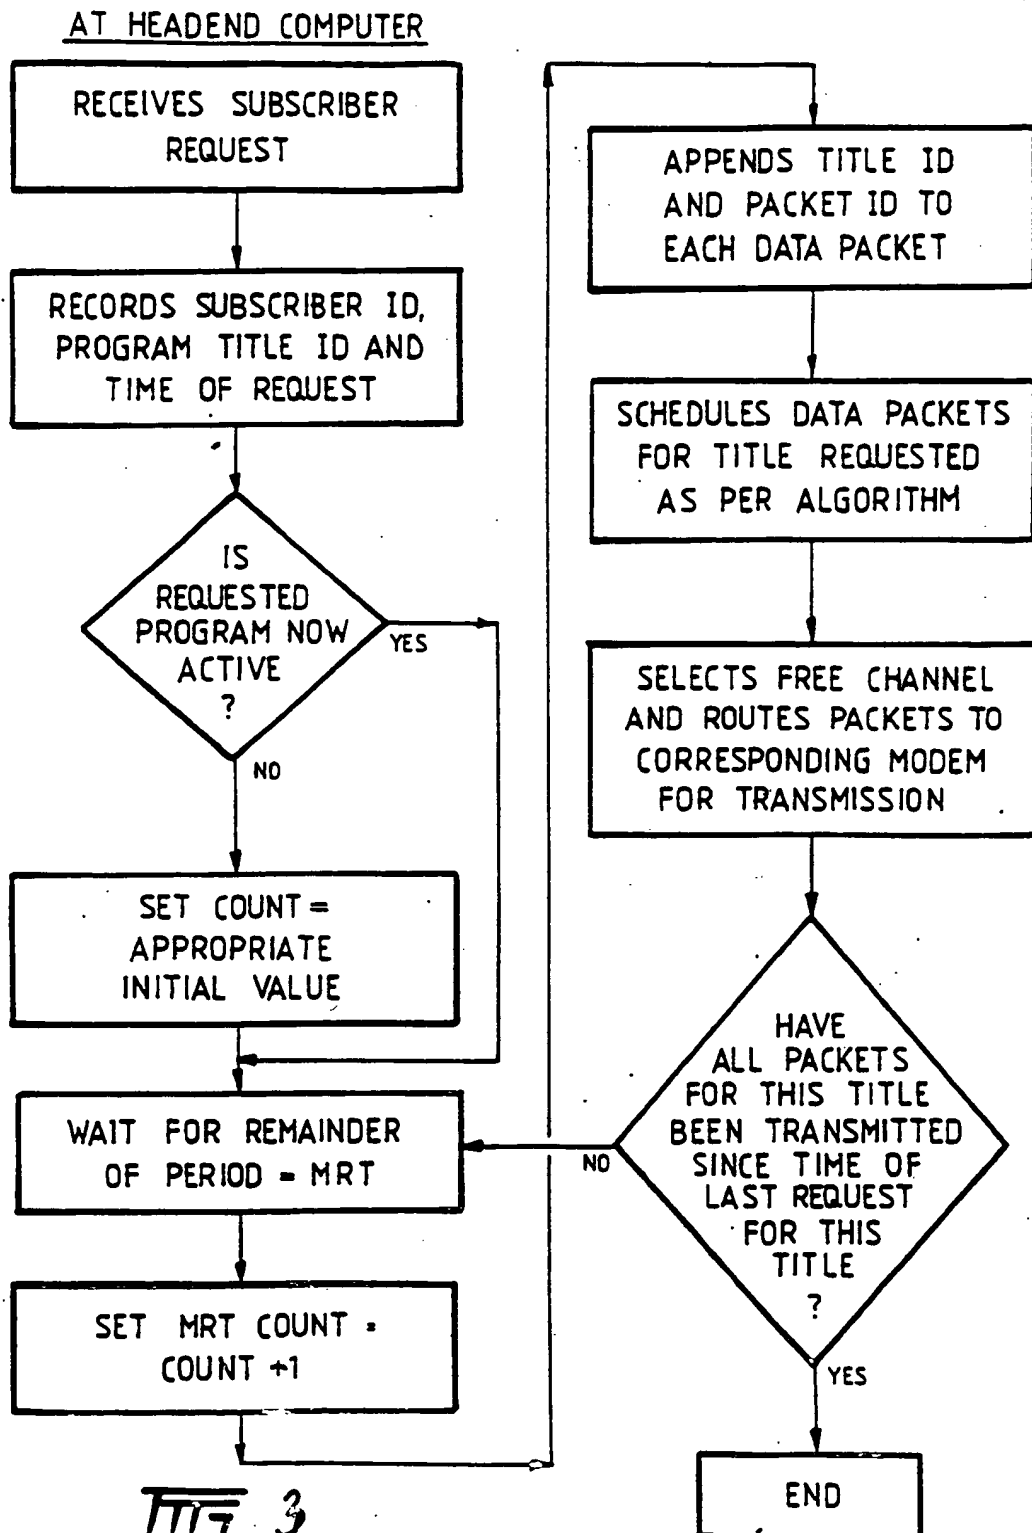 AT HEADEND COMPUTER
RECEIVES SUBSCRIBER
REQUEST
RECORDS SUBSCRIBER ID,
PROGRAM TITLE ID AND
TIME OF REQUEST
IS
REQUESTED
PROGRAM NOW
ACTIVE
?
YES
NO
SET COUNT =
APPROPRIATE
INITIAL VALUE
WAIT FOR REMAINDER
OF PERIOD = MRT
SET MRT COUNT =
COUNT +1
APPENDS TITLE ID
AND PACKET ID TO
EACH DATA PACKET
SCHEDULES DATA PACKETS
FOR TITLE REQUESTED
AS PER ALGORITHM
SELECTS FREE CHANNEL
AND ROUTES PACKETS TO
CORRESPONDING MODEM
FOR TRANSMISSION
HAVE
ALL PACKETS
FOR THIS TITLE
BEEN TRANSMITTED
SINCE TIME OF
LAST REQUEST
FOR THIS
TITLE
?
NO
YES
END
FIG 3